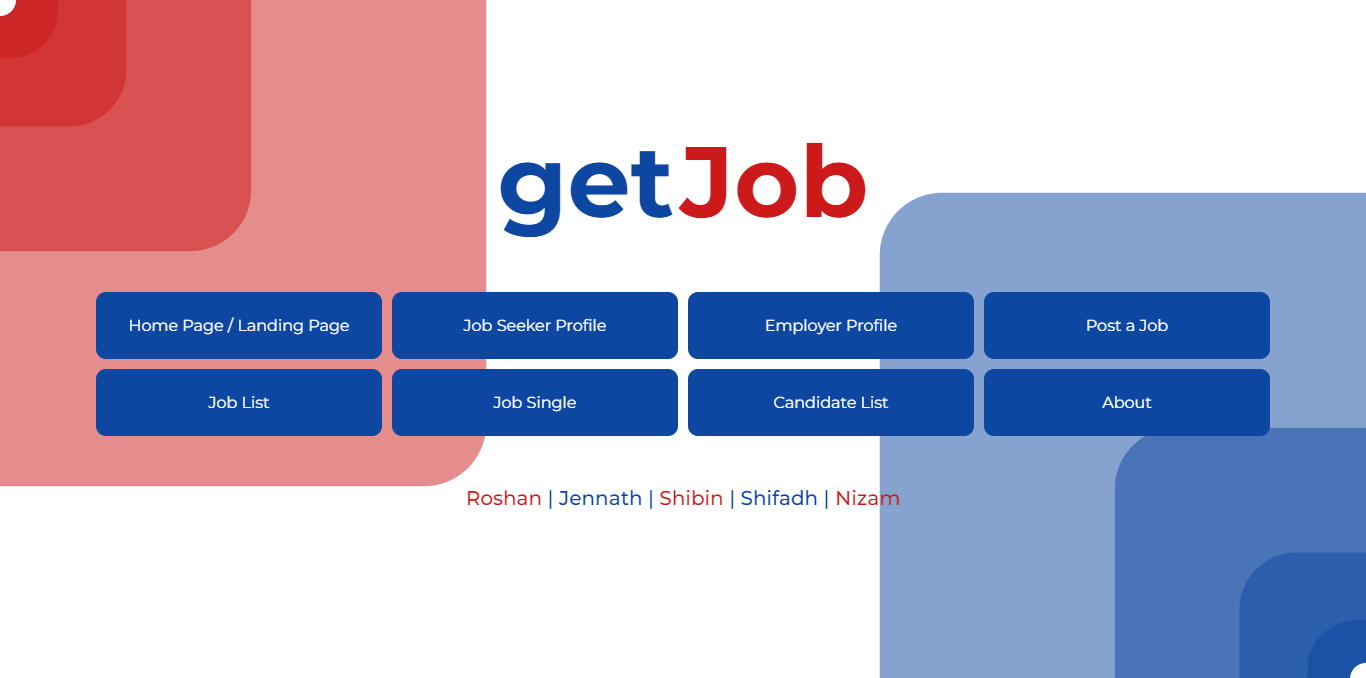 getJob
Home Page / Landing Page
Job Seeker Profile
Employer Profile
Post a Job
Job List
Job Single
Candidate List
About
Roshan | Jennath | Shibin | Shifadh | Nizam